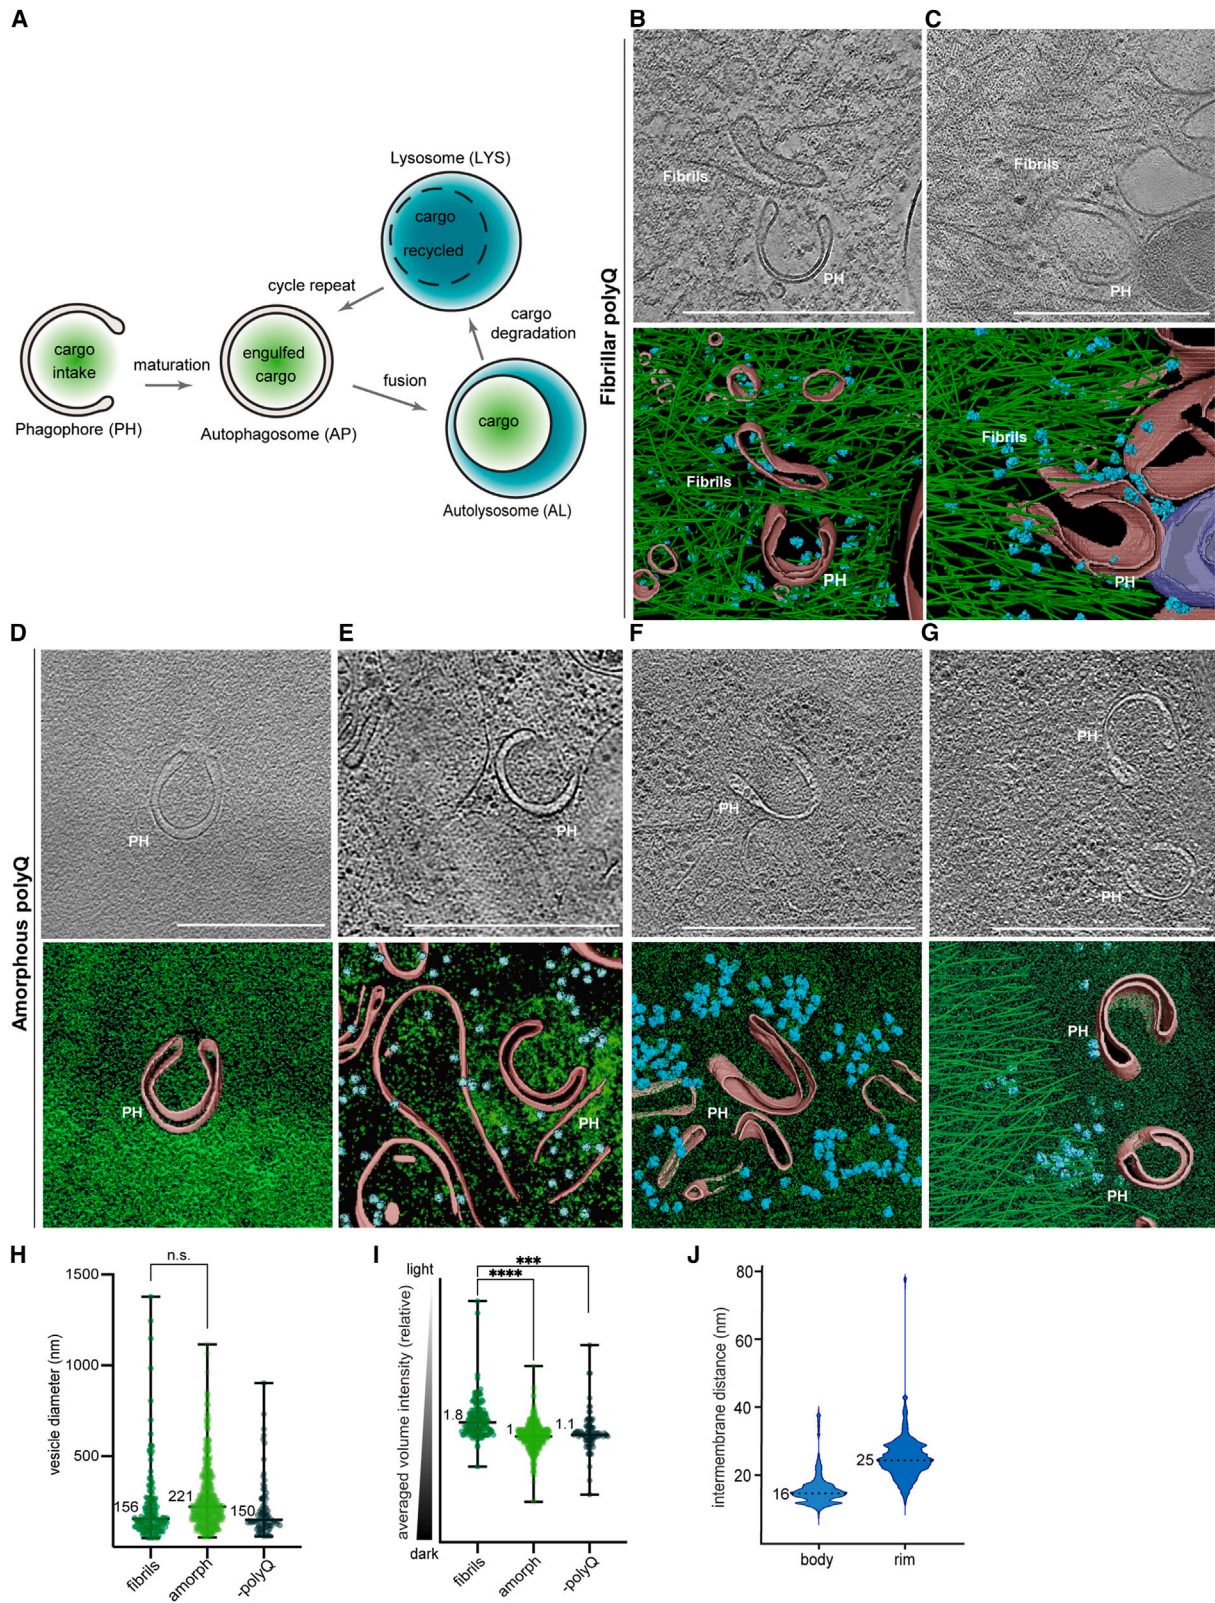 A
Lysosome (LYS)
cargo
recycled
cycle repeat
cargo
degradation
cargo
intake
maturation
engulfed
cargo
fusion
cargo
Phagophore (PH)
Autophagosome (AP)
Autolysosome (AL)
Fibrillar polyQ
B
Fibrils
PH
Fibrils
PH
C
Fibrils
PH
Fibrils
PH
Amorphous polyQ
D
PH
PH
E
PH
PH
F
PH
PH
G
PH
PH
PH
PH
H
n.s.
1500
1000
500
vesicle diameter (nm)
156
221
150
fibrils
amorph
-polyQ
I
light
***
****
averaged volume intensity (relative)
1.8
1
1.1
dark
fibrils
amorph
-polyQ
J
80
60
40
20
intermembrane distance (nm)
16
25
body
rim